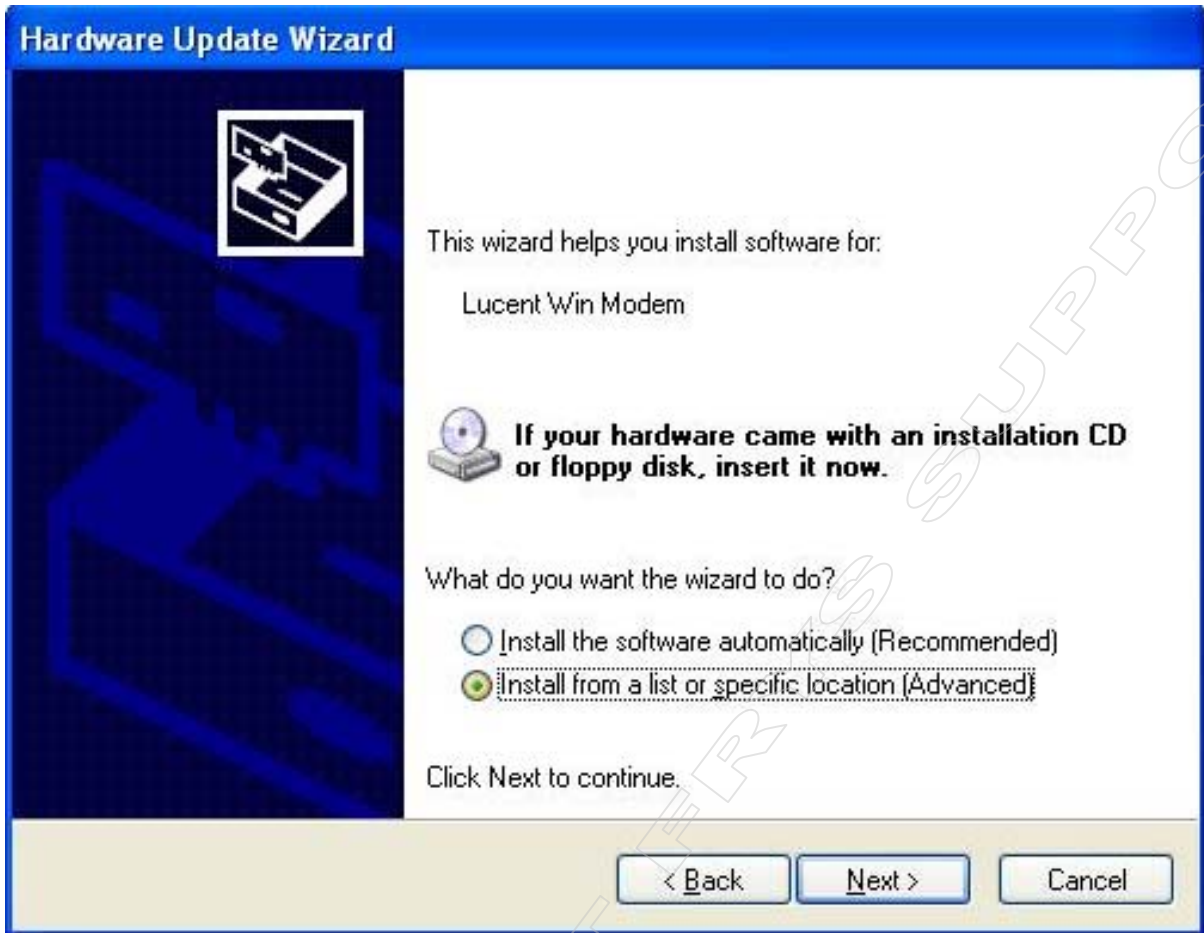 Hardware Update Wizard
This wizard helps you install software for:
Lucent Win Modem
If your hardware came with an installation CD
or floppy disk, insert it now.
What do you want the wizard to do?
Install the software automatically (Recommended)
Install from a list or specific location (Advanced)
Click Next to continue.
< Back
Next >
Cancel